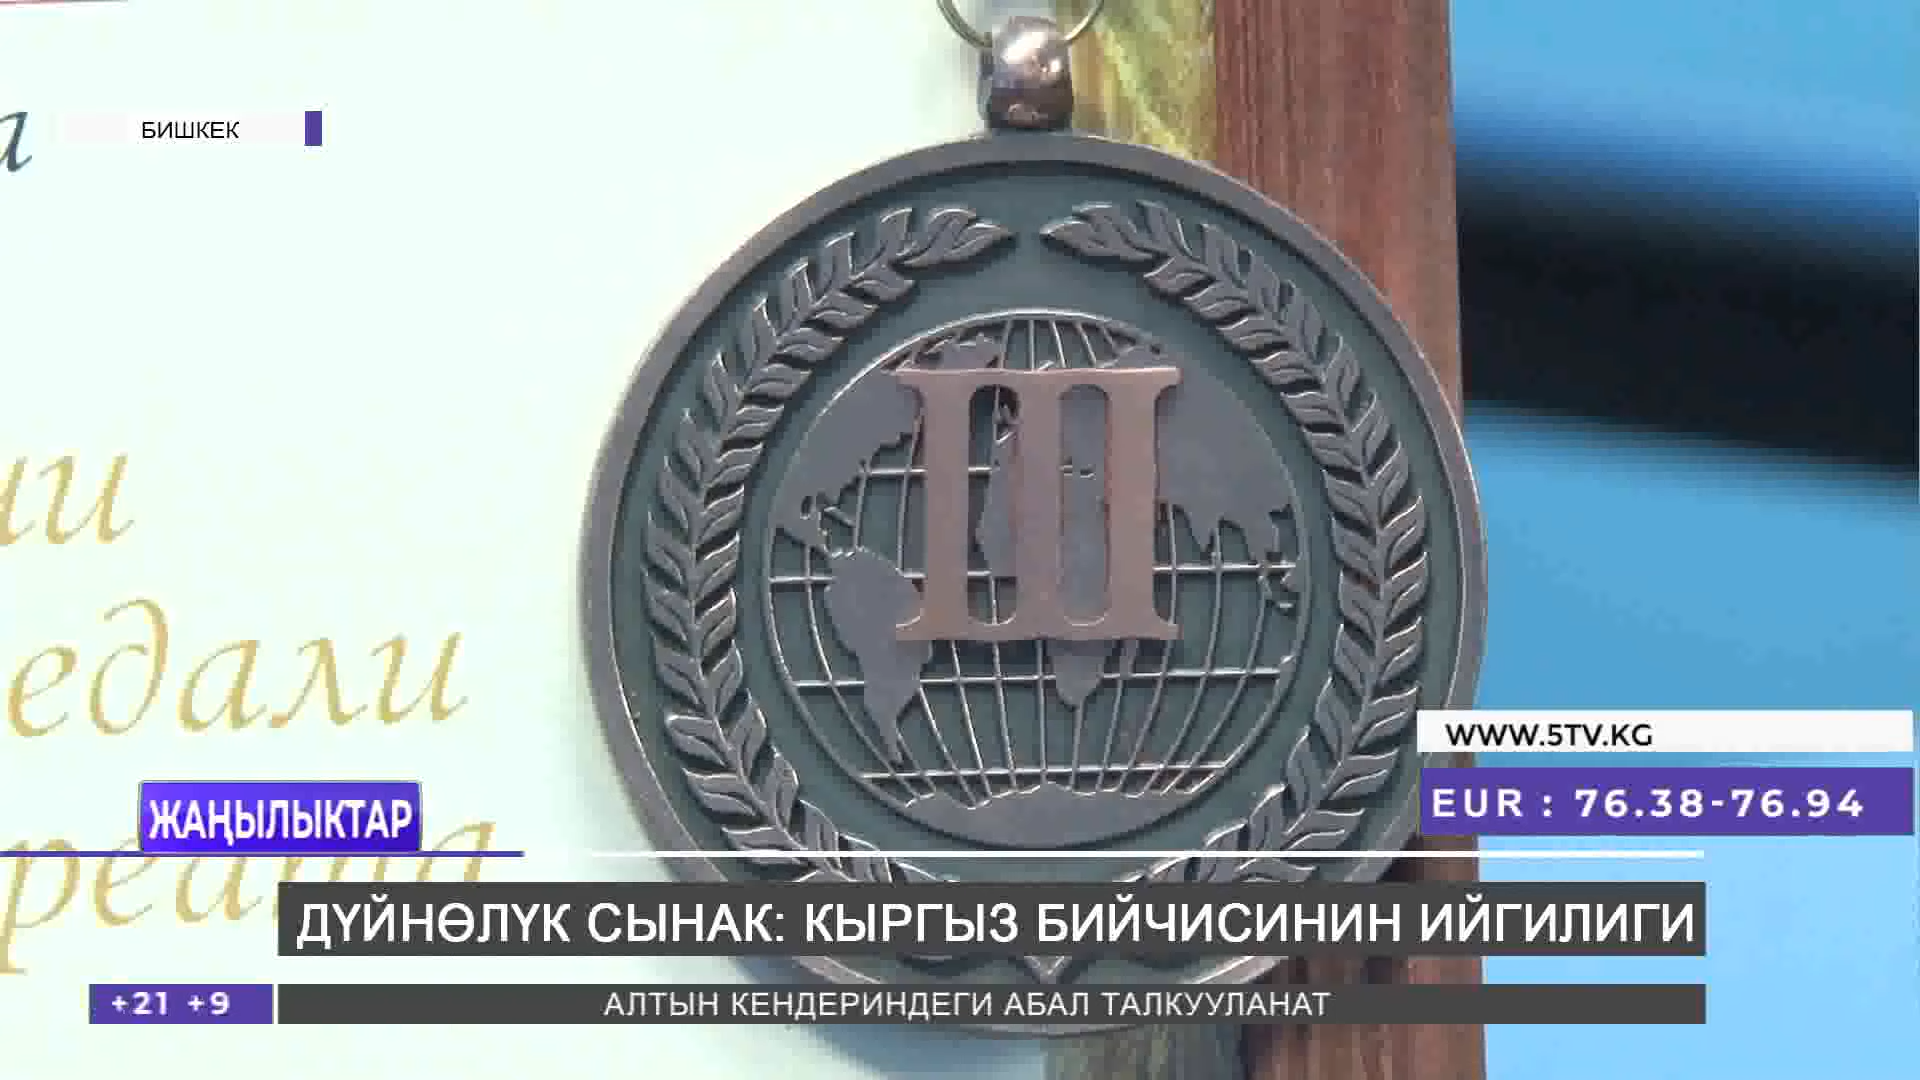 БИШКЕК
III
едали
WWW.5TV.KG
EUR : 76.38-76.94
ЖАҢЫЛЫКТАР
ДҮЙНӨЛҮК СЫНАК: КЫРГЫЗ БИЙЧИСИНИН ИЙГИЛИГИ
+21 +9
АЛТЫН КЕНДЕРИНДЕГИ АБАЛ ТАЛКУУЛАНАТ